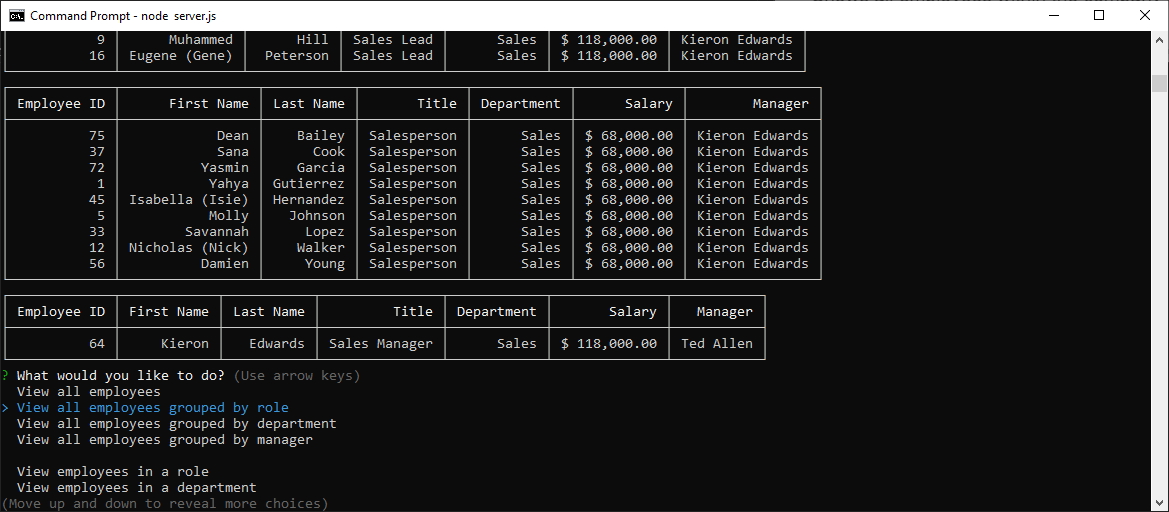 Command Prompt - node  server.js
9 Muhammed Hill Sales Lead Sales $ 118,000.00 Kieron Edwards
16 Eugene (Gene) Peterson Sales Lead Sales $ 118,000.00 Kieron Edwards
Employee ID First Name Last Name Title Department Salary Manager
75 Dean Bailey Salesperson Sales $ 68,000.00 Kieron Edwards
37 Sana Cook Salesperson Sales $ 68,000.00 Kieron Edwards
72 Yasmin Garcia Salesperson Sales $ 68,000.00 Kieron Edwards
1 Yahya Gutierrez Salesperson Sales $ 68,000.00 Kieron Edwards
45 Isabella (Isie) Hernandez Salesperson Sales $ 68,000.00 Kieron Edwards
5 Molly Johnson Salesperson Sales $ 68,000.00 Kieron Edwards
33 Savannah Lopez Salesperson Sales $ 68,000.00 Kieron Edwards
12 Nicholas (Nick) Walker Salesperson Sales $ 68,000.00 Kieron Edwards
56 Damien Young Salesperson Sales $ 68,000.00 Kieron Edwards
Employee ID First Name Last Name Title Department Salary Manager
64 Kieron Edwards Sales Manager Sales $ 118,000.00 Ted Allen
? What would you like to do? (Use arrow keys)
View all employees
> View all employees grouped by role
View all employees grouped by department
View all employees grouped by manager
View employees in a role
View employees in a department
(Move up and down to reveal more choices)